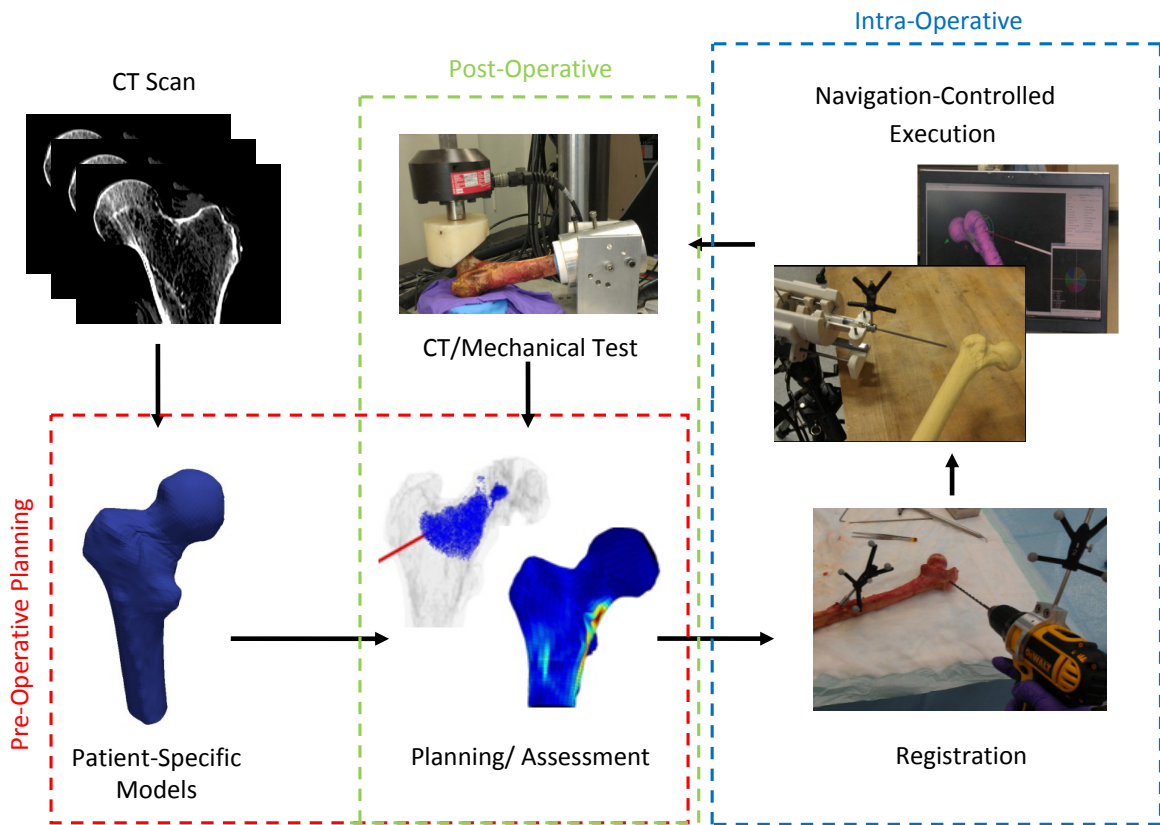 Intra-Operative
Post-Operative
CT Scan
Navigation-Controlled
Execution
CT/Mechanical Test
Pre-Operative Planning
DEWALT
Patient-Specific
Models
Planning/ Assessment
Registration